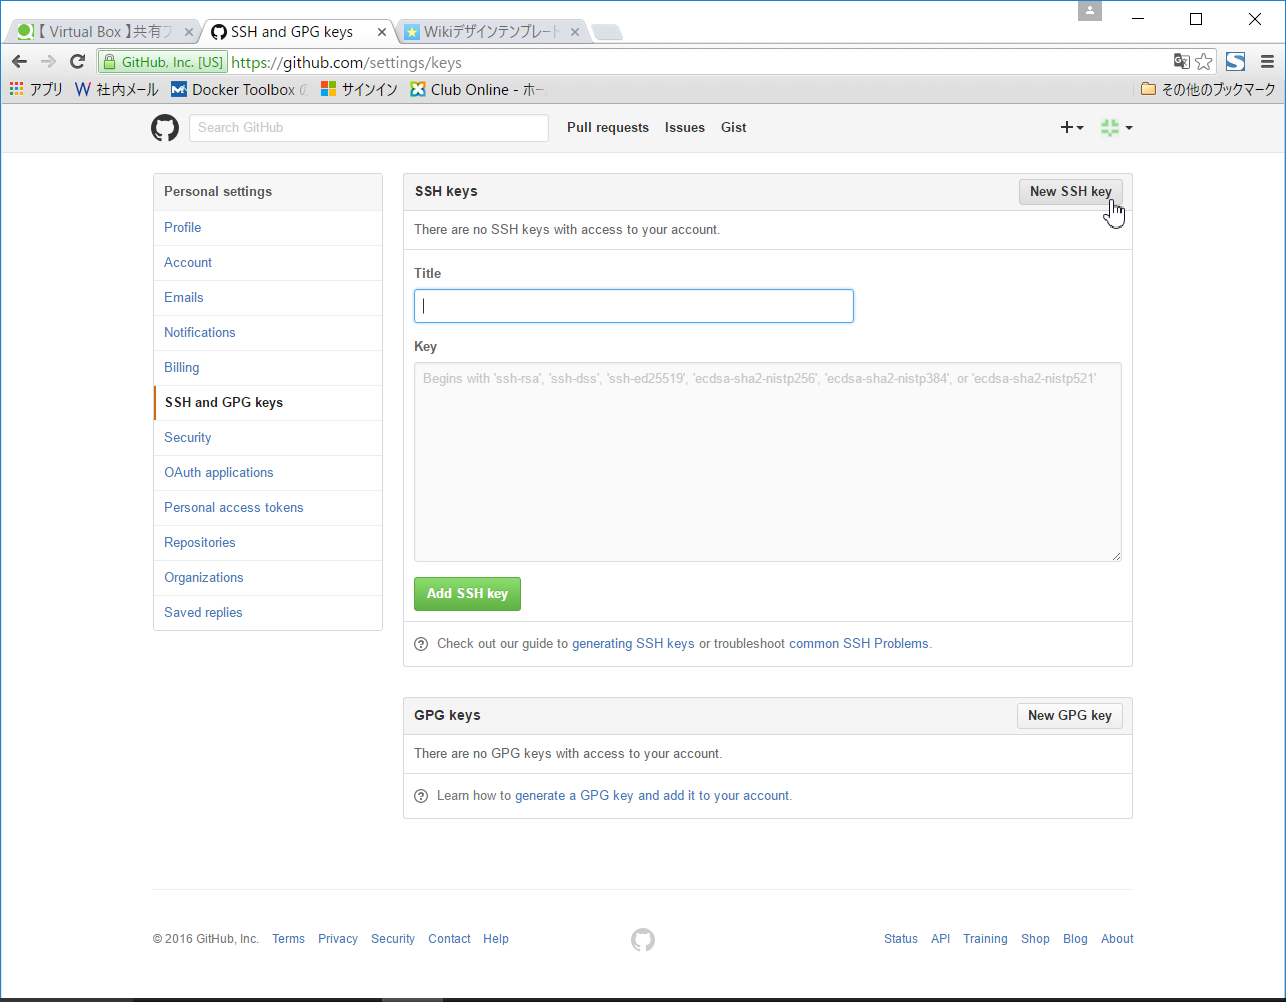 【 Virtual Box 】共有フ
SSH and GPG keys
Wikiデザインテンプレート
GitHub, Inc. [US]
https://github.com/settings/keys
アプリ
社内メール
Docker Toolbox
サインイン
Club Online - ホー
その他のブックマーク
Search GitHub
Pull requests
Issues
Gist
Personal settings
Profile
Account
Emails
Notifications
Billing
SSH and GPG keys
Security
OAuth applications
Personal access tokens
Repositories
Organizations
Saved replies
SSH keys
New SSH key
There are no SSH keys with access to your account.
Title
Key
Begins with 'ssh-rsa', 'ssh-dss', 'ssh-ed25519', 'ecdsa-sha2-nistp256', 'ecdsa-sha2-nistp384', or 'ecdsa-sha2-nistp521'
Add SSH key
Check out our guide to generating SSH keys or troubleshoot common SSH Problems.
GPG keys
New GPG key
There are no GPG keys with access to your account.
Learn how to generate a GPG key and add it to your account.
© 2016 GitHub, Inc.
Terms
Privacy
Security
Contact
Help
Status
API
Training
Shop
Blog
About